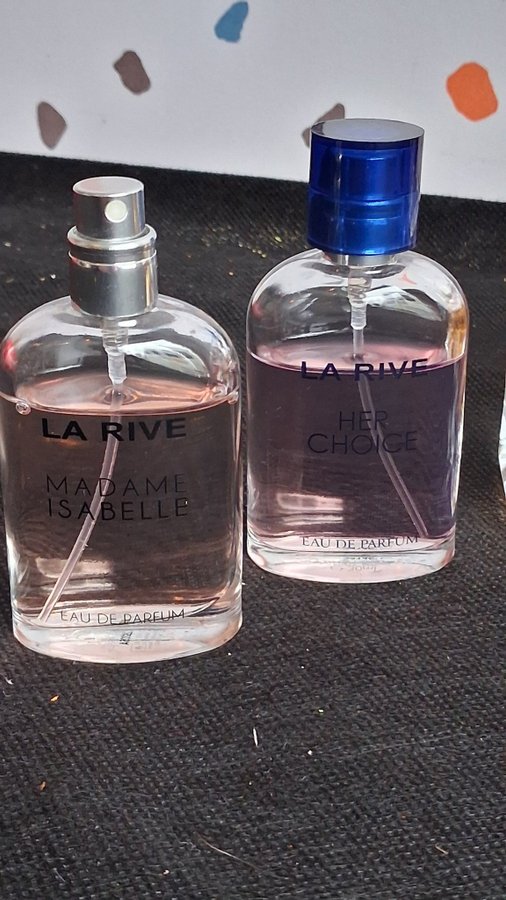 LA RIVE
MADAME
ISABELLE
EAU DE PARFUM
LA RIVE
HER
CHOICE
EAU DE PARFUM